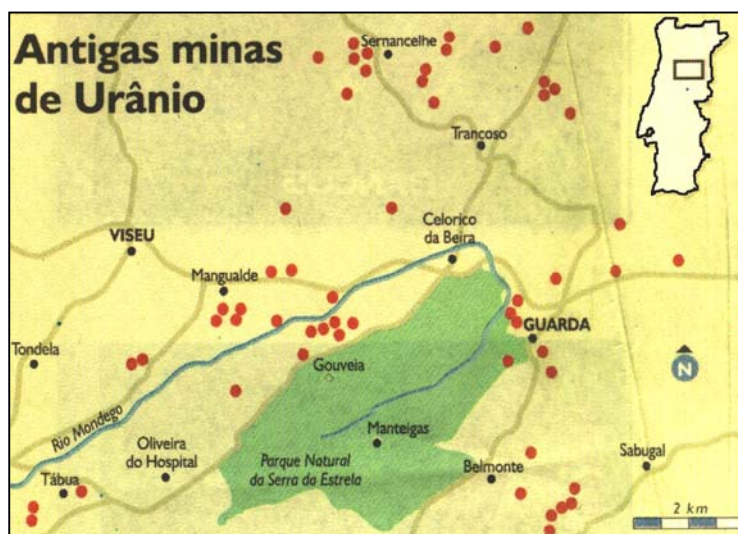 Antigas minas
de Urânio
Sernancelhe
Trancoso
VISEU
Celorico
da Beira
Mangualde
GUARDA
Tondela
Gouveia
N
Rio Mondego
Manteigas
Oliveira
do Hospital
Parque Natural
da Serra da Estrela
Belmonte
Sabugal
Tábua
2 km